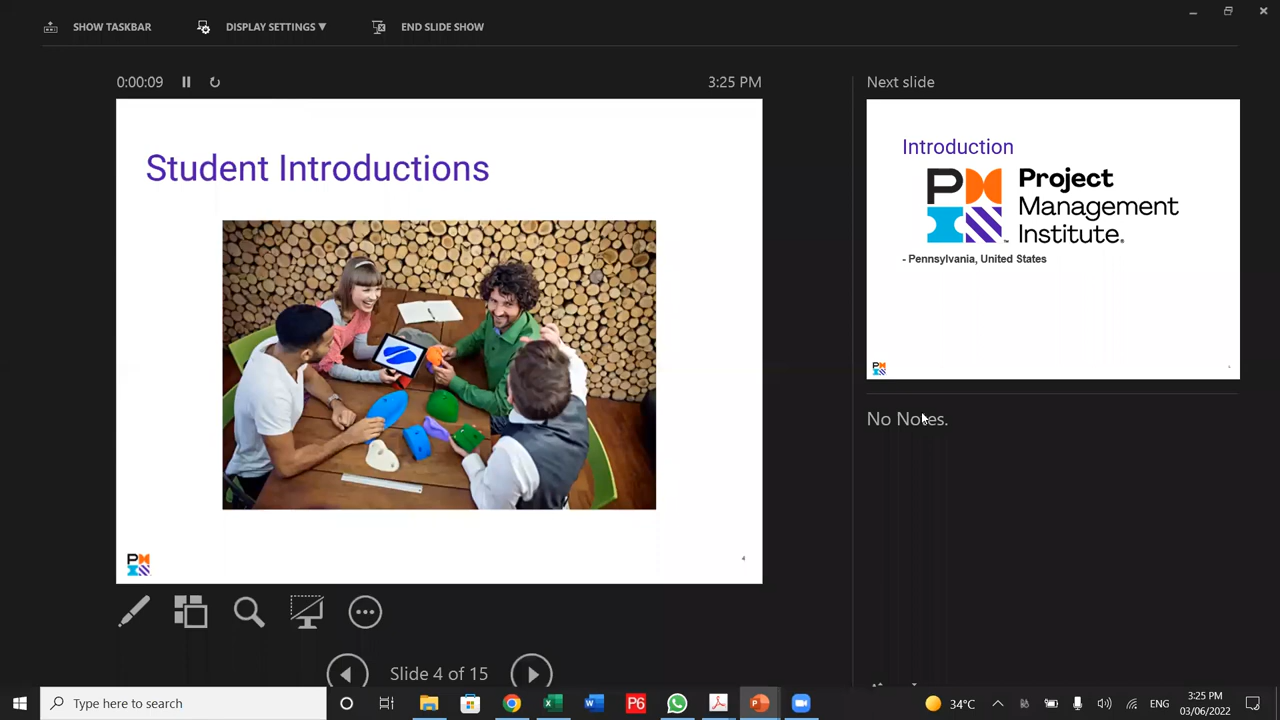 SHOW TASKBAR
DISPLAY SETTINGS ▼
END SLIDE SHOW
0:00:09
3:25 PM
Next slide
Student Introductions
4
Introduction
Project
Management
Institute.
- Pennsylvania, United States
No Notes.
Slide 4 of 15
Type here to search
P6
34°C
ENG
3:25 PM
03/06/2022